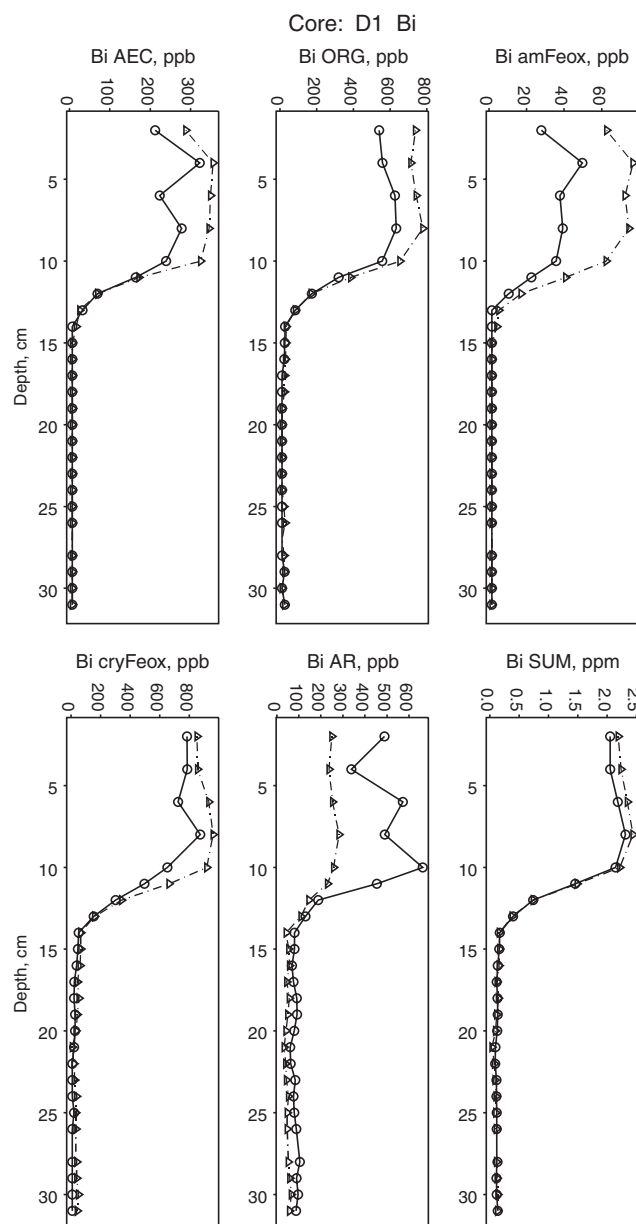 Core: D1 Bi
Bi AEC, ppb
Bi ORG, ppb
Bi amFeox, ppb
0 100 200 300
0 200 400 600 800
0 20 40 60
Depth, cm
5
10
15
20
25
30
5
10
15
20
25
30
5
10
15
20
25
30
Bi cryFeox, ppb
Bi AR, ppb
Bi SUM, ppm
0 200 400 600 800
0 100 200 300 400 500 600
0.0 0.5 1.0 1.5 2.0 2.5
Depth, cm
5
10
15
20
25
30
5
10
15
20
25
30
5
10
15
20
25
30